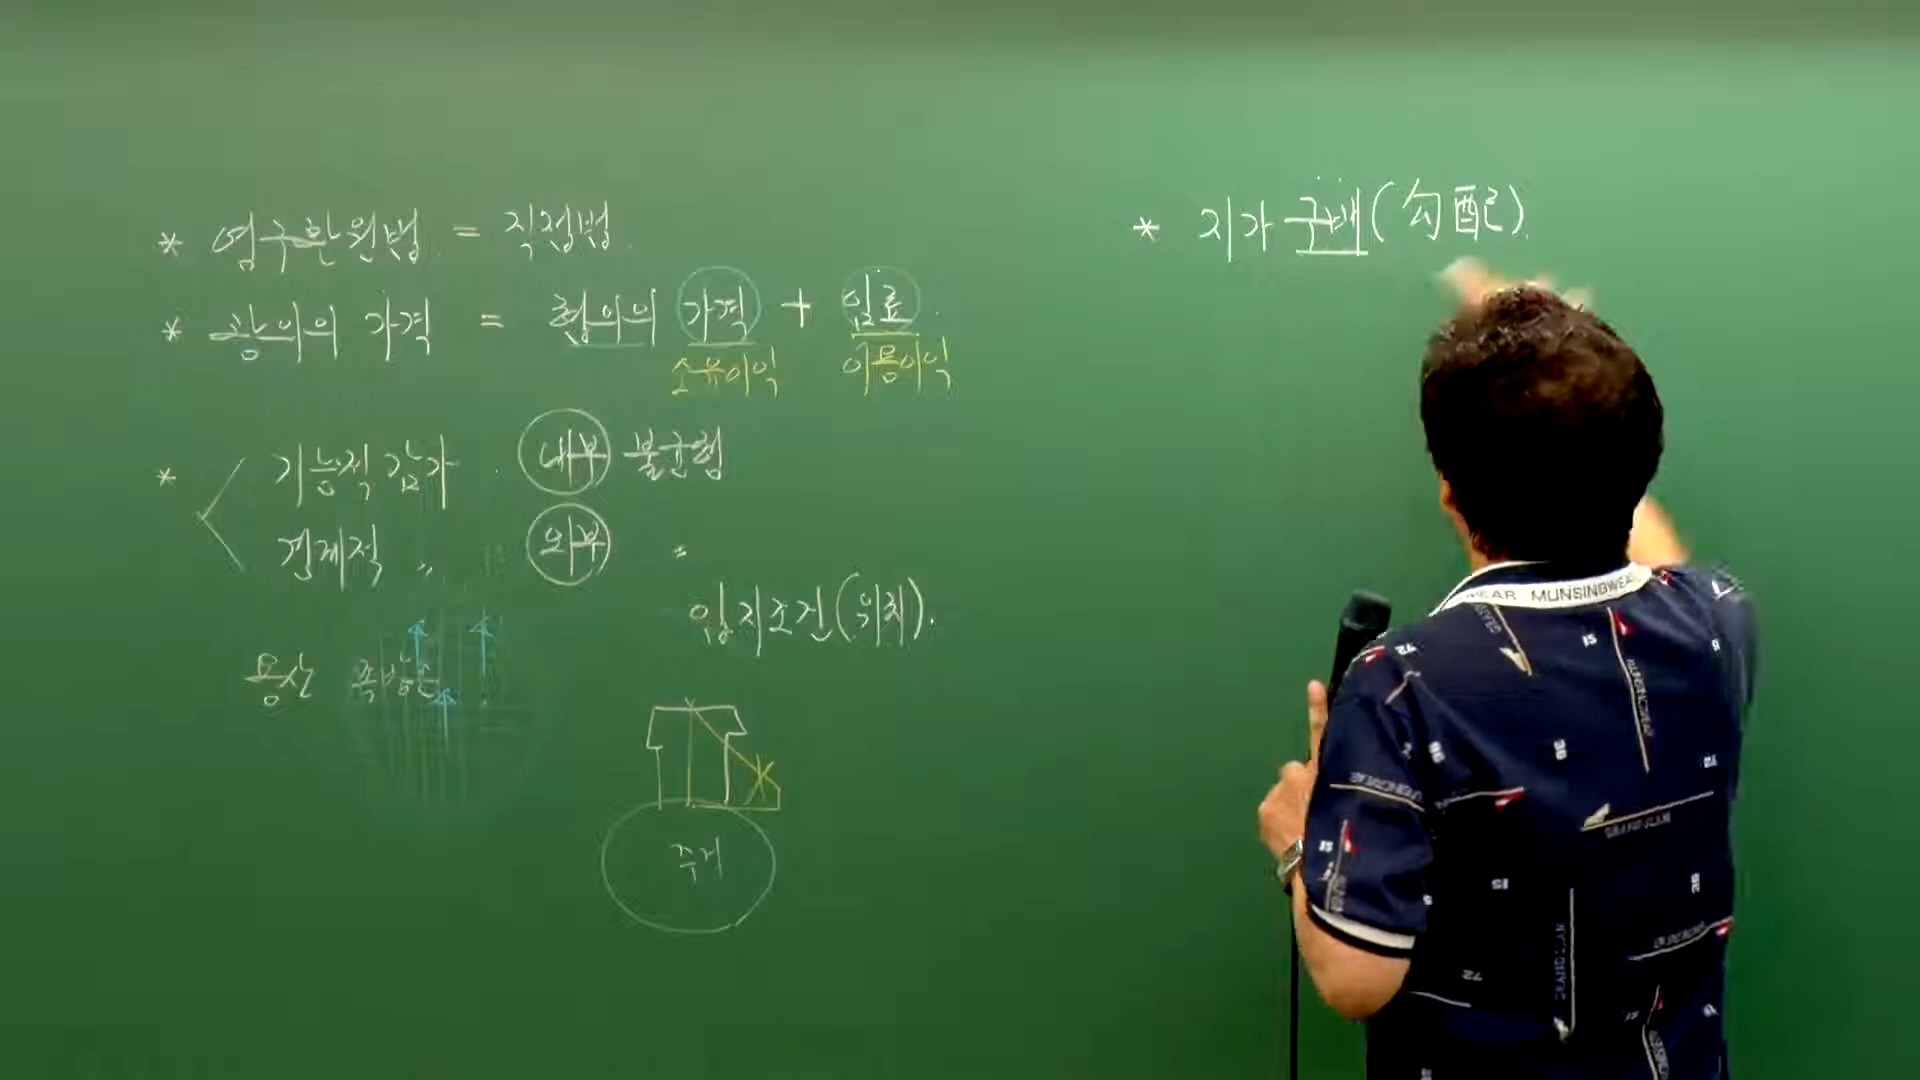 * 영구환원법 = 직접법.
* 광의의 가격 = 협의의 가격 + 임료.
소유이익 이용이익
* 기능적 감가 . 내부 불균형
경제적 〃 외부 〃
입지조건(위치).
용산
주거
* 지가구배(勾配).
MUNSINGWEAR